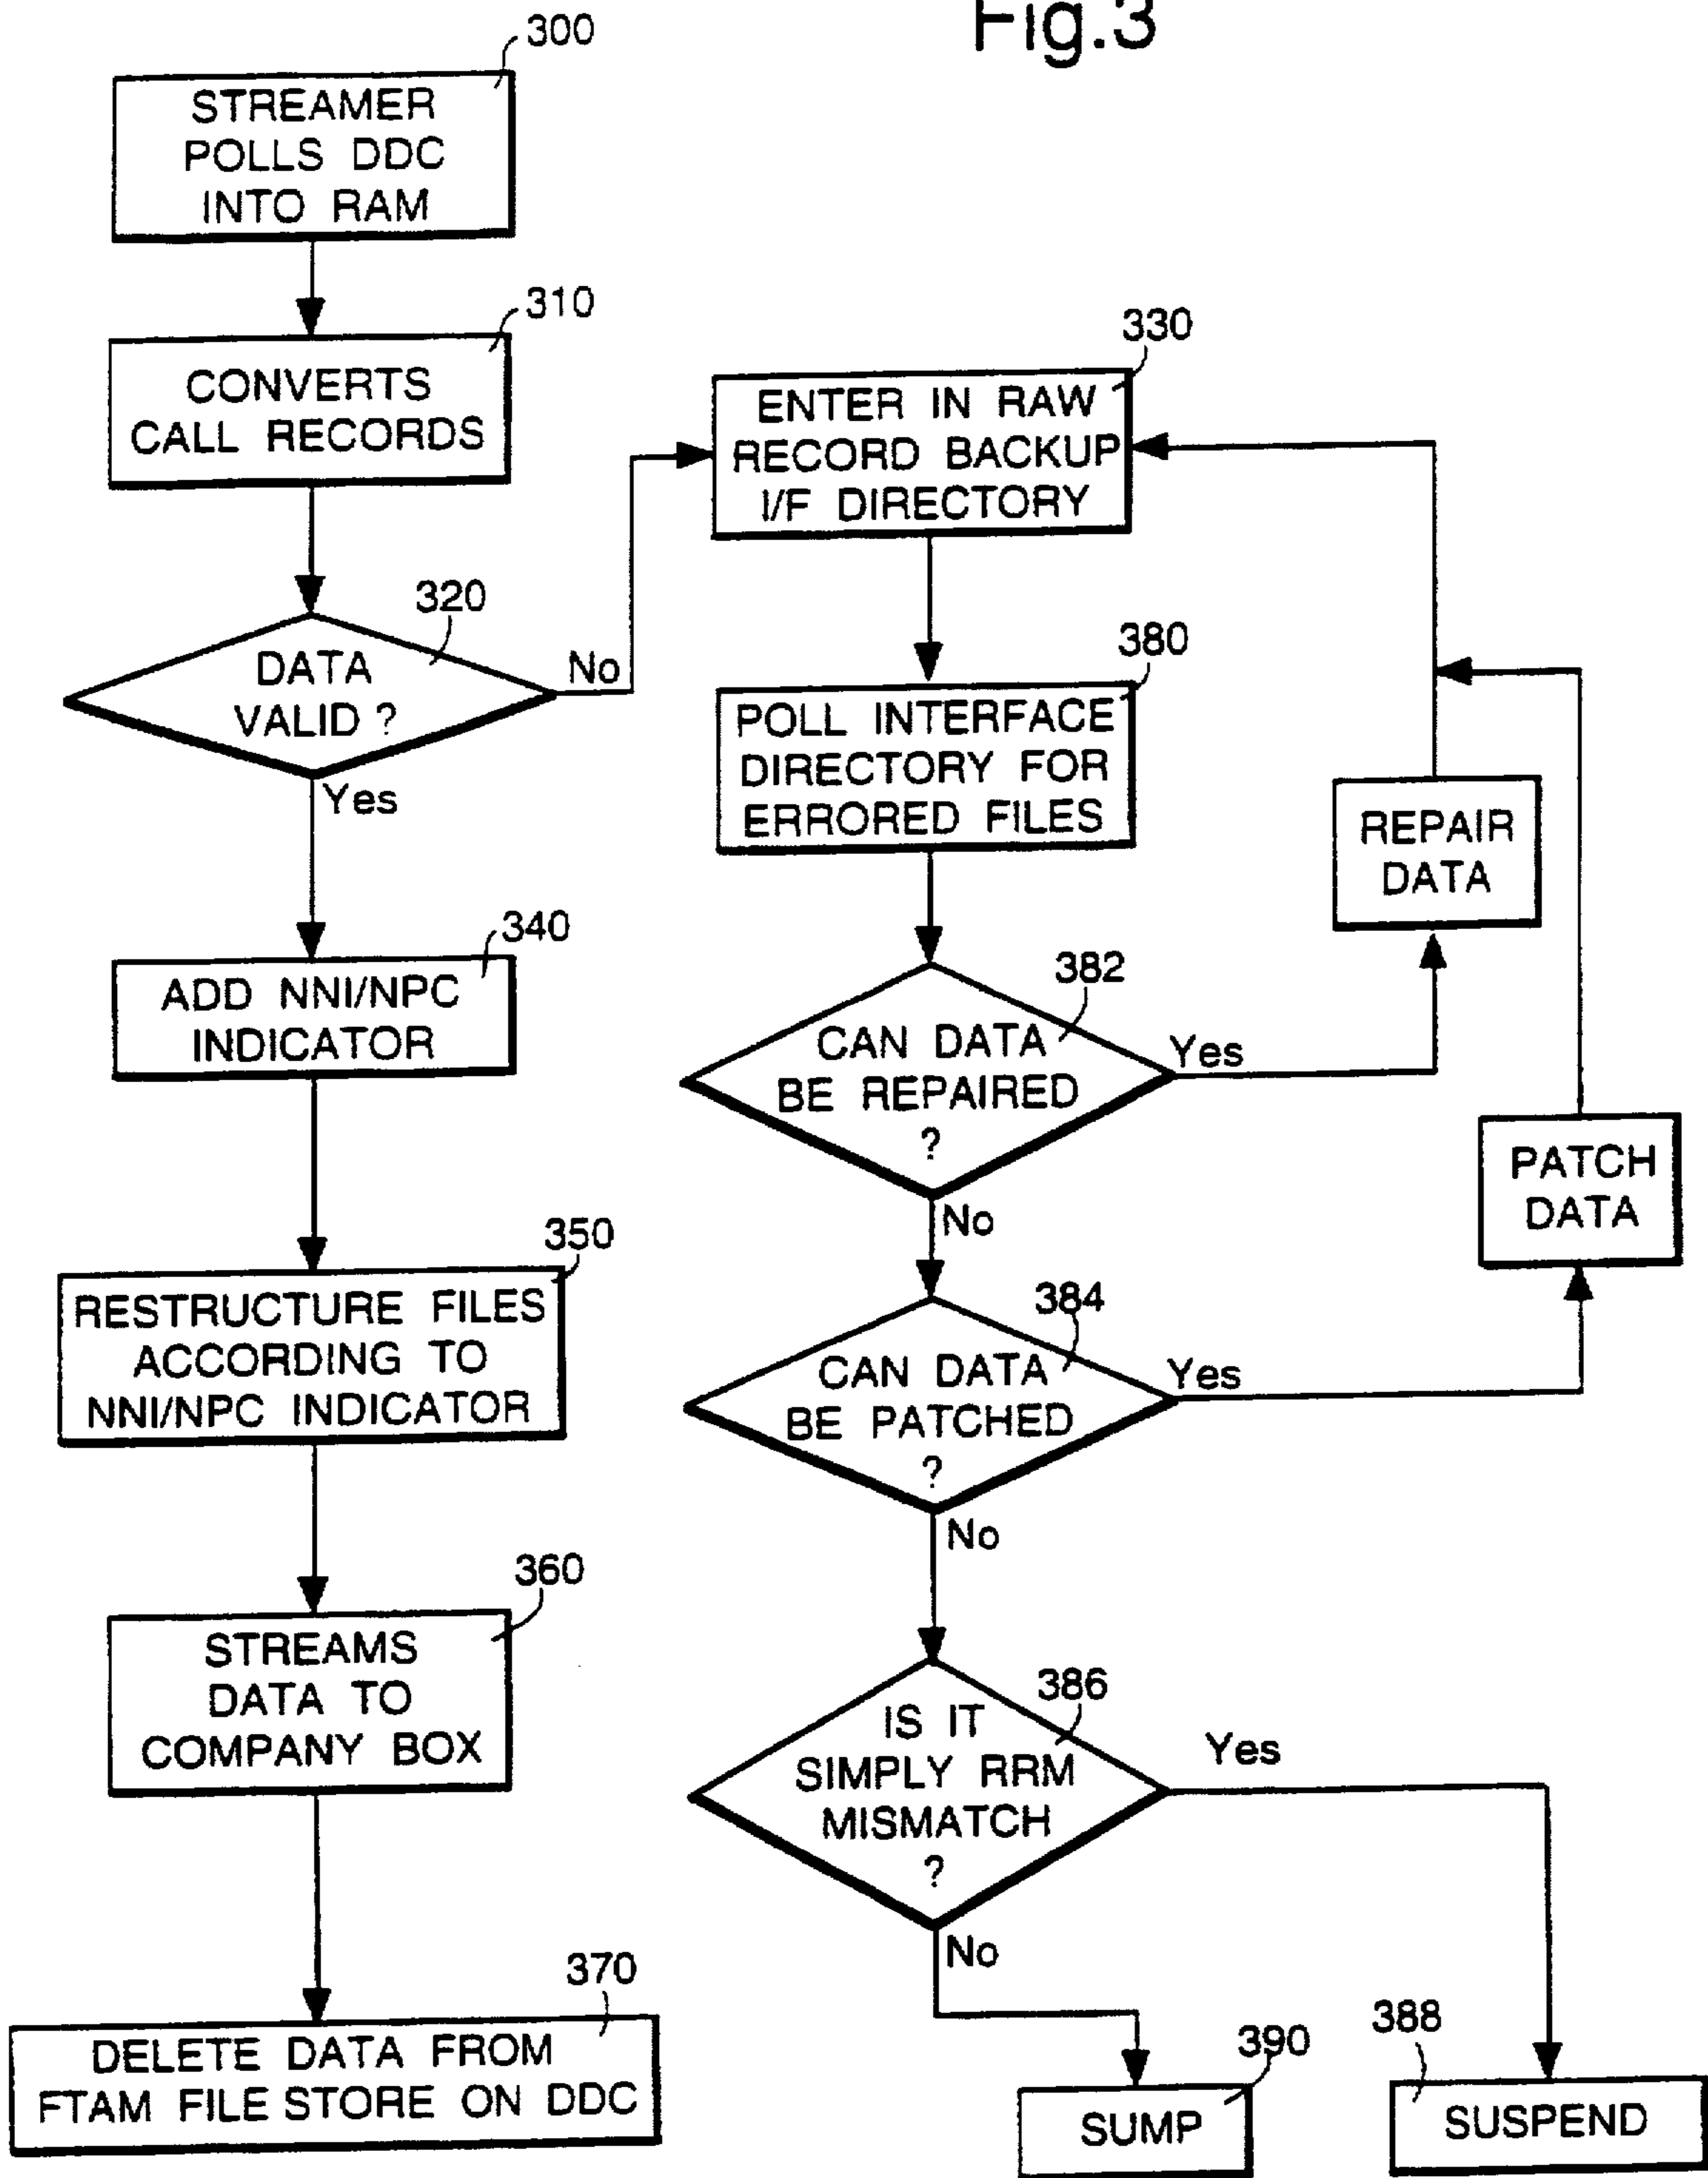 Fig.3
300
STREAMER
POLLS DDC
INTO RAM
310
CONVERTS
CALL RECORDS
320
DATA
VALID ?
No
Yes
330
ENTER IN RAW
RECORD BACKUP
I/F DIRECTORY
340
ADD NNI/NPC
INDICATOR
350
RESTRUCTURE FILES
ACCORDING TO
NNI/NPC INDICATOR
360
STREAMS
DATA TO
COMPANY BOX
370
DELETE DATA FROM
FTAM FILE STORE ON DDC
380
POLL INTERFACE
DIRECTORY FOR
ERRORED FILES
382
CAN DATA
BE REPAIRED
?
Yes
No
REPAIR
DATA
384
CAN DATA
BE PATCHED
?
Yes
No
PATCH
DATA
386
IS IT
SIMPLY RRM
MISMATCH
?
Yes
No
390
SUMP
388
SUSPEND